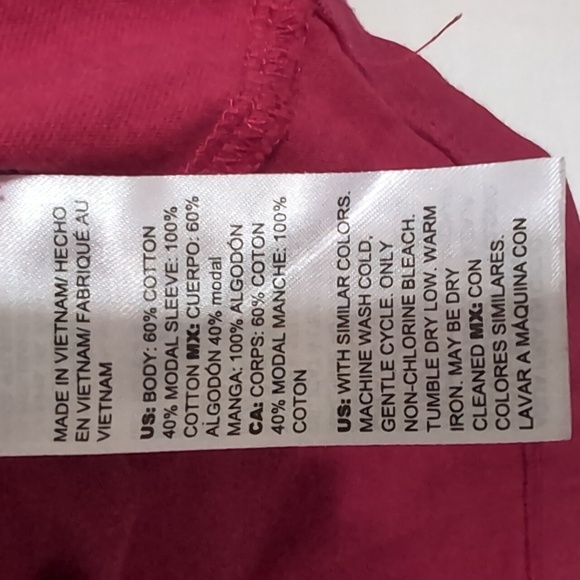 MADE IN VIETNAM/ HECHO
EN VIETNAM/ FABRIQUÉ AU
VIETNAM
US: BODY: 60% COTTON
40% MODAL SLEEVE: 100%
COTTON MX: CUERPO: 60%
ALGODÓN 40% modal
MANGA: 100% ALGODÓN
CA: CORPS: 60% COTON
40% MODAL MANCHE: 100%
COTON
US: WITH SIMILAR COLORS.
MACHINE WASH COLD,
GENTLE CYCLE. ONLY
NON-CHLORINE BLEACH.
TUMBLE DRY LOW. WARM
IRON. MAY BE DRY
CLEANED MX: CON
COLORES SIMILARES.
LAVAR A MÁQUINA CON